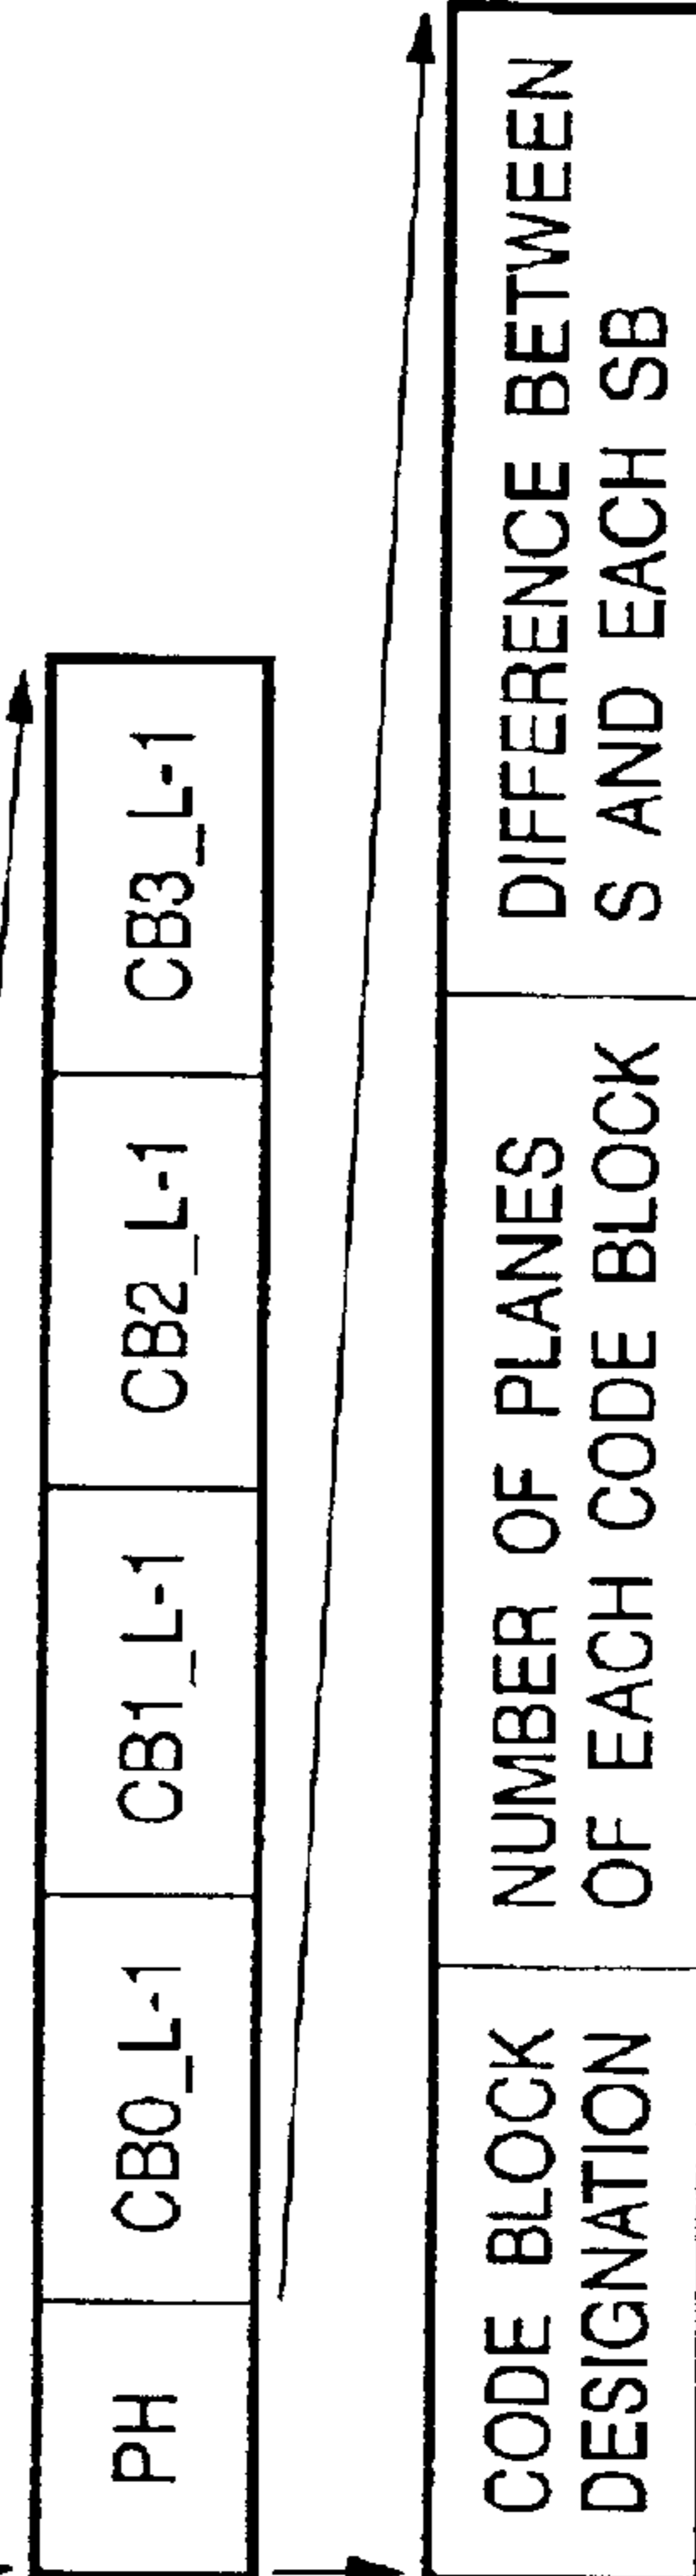 PH
CB0_L-1
CB1_L-1
CB2_L-1
CB3_L-1
CODE BLOCK
DESIGNATION
NUMBER OF PLANES
OF EACH CODE BLOCK
DIFFERENCE BETWEEN
S AND EACH SB